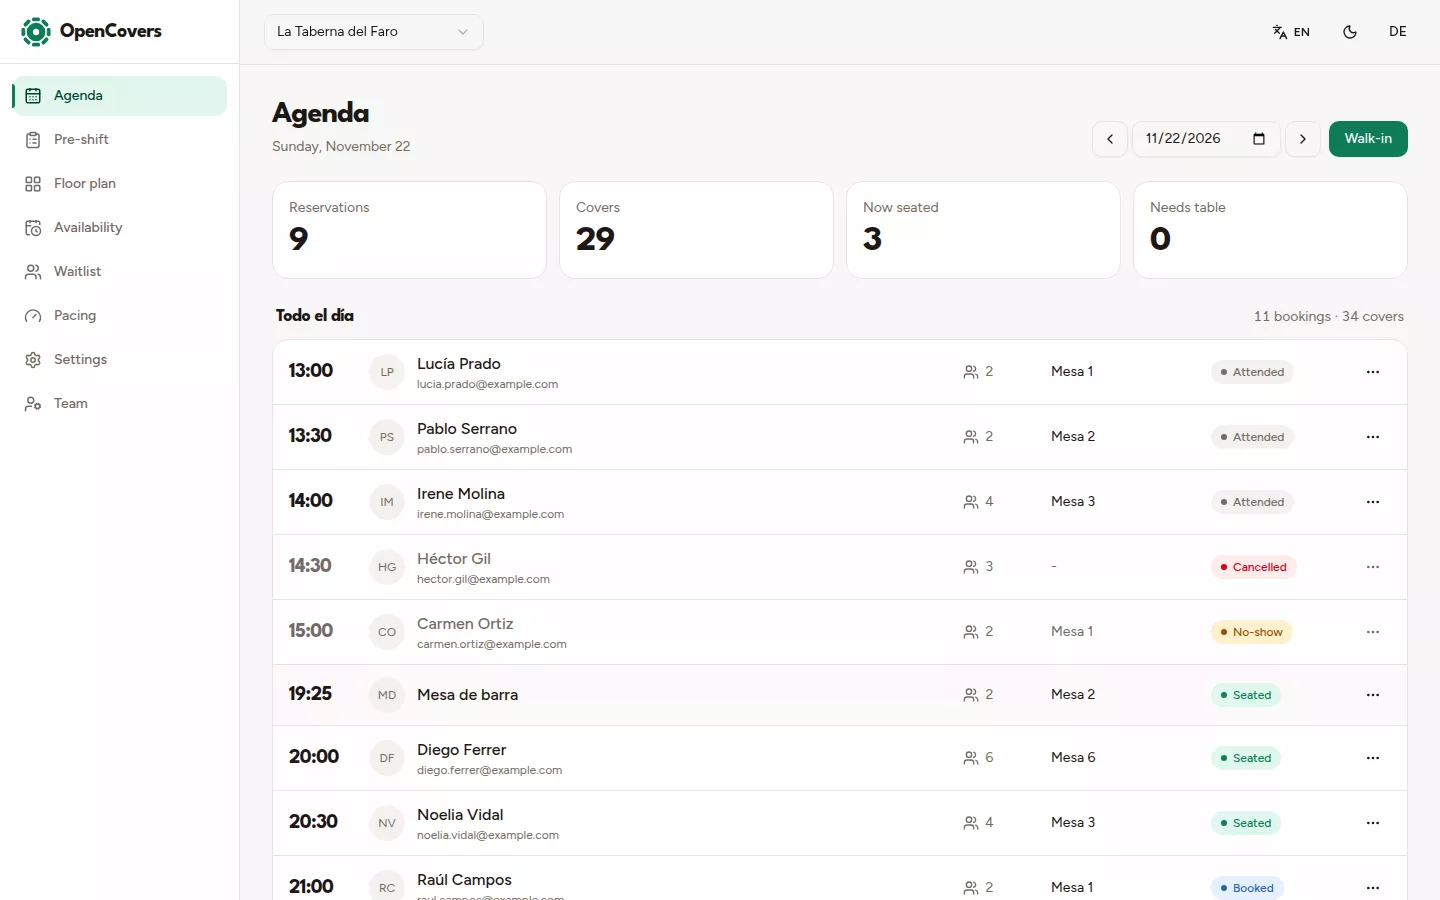 OpenCovers
La Taberna del Faro
EN
DE
Agenda
Pre-shift
Floor plan
Availability
Waitlist
Pacing
Settings
Team
Agenda
Sunday, November 22
11/22/2026
Walk-in
Reservations
9
Covers
29
Now seated
3
Needs table
0
Todo el día
11 bookings · 34 covers
13:00 LP Lucía Prado 2 Mesa 1 Attended
lucia.prado@example.com
13:30 PS Pablo Serrano 2 Mesa 2 Attended
pablo.serrano@example.com
14:00 IM Irene Molina 4 Mesa 3 Attended
irene.molina@example.com
14:30 HG Héctor Gil 3 - Cancelled
hector.gil@example.com
15:00 CO Carmen Ortiz 2 Mesa 1 No-show
carmen.ortiz@example.com
19:25 MD Mesa de barra 2 Mesa 2 Seated
20:00 DF Diego Ferrer 6 Mesa 6 Seated
diego.ferrer@example.com
20:30 NV Noelia Vidal 4 Mesa 3 Seated
noelia.vidal@example.com
21:00 RC Raúl Campos 2 Mesa 1 Booked
raul.campos@example.com